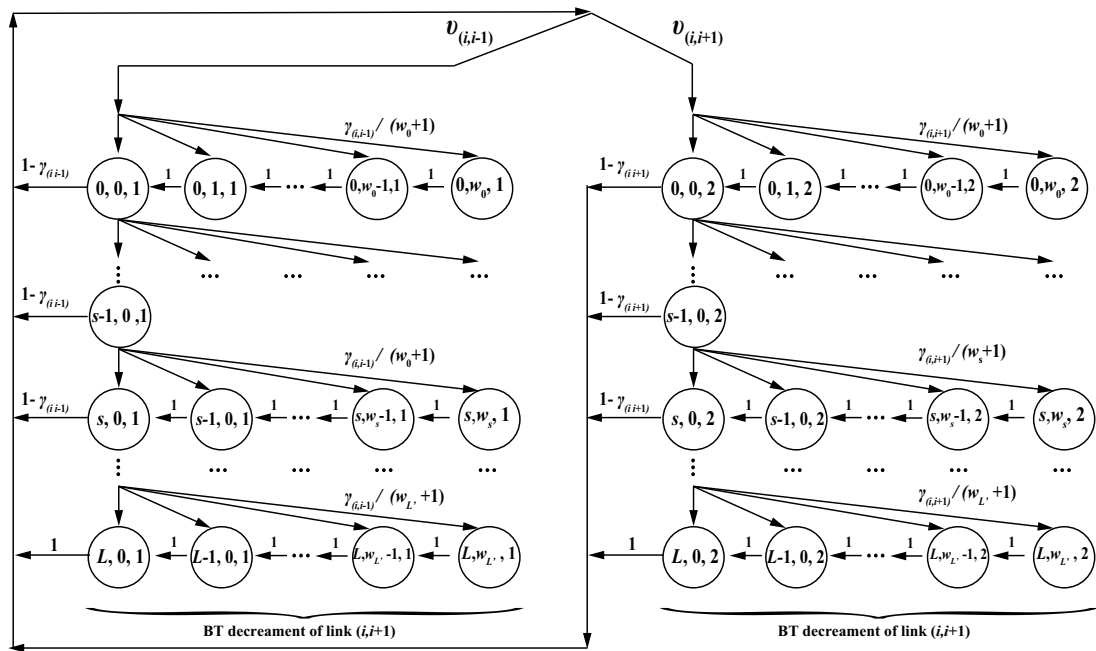 υ(i,i-1) υ(i,i+1)
γ(i,i-1)/ (w0+1) γ(i,i+1)/(w0+1)
1- γ(i i-1) 1- γ(i i+1)
0, 0, 1 1 0, 1, 1 1 ... 1 0,w0-1,1 1 0,w0, 1 0, 0, 2 1 0, 1, 2 1 ... 1 0,w0-1,2 1 0,w0, 2
... ... ... ... ... ... ... ... ... ...
1- γ(i i-1) 1- γ(i i+1)
s-1, 0 ,1 s-1, 0, 2
γ(i,i-1)/ (w0+1) γ(i,i+1)/(ws+1)
1- γ(i i-1) 1- γ(i i+1)
s, 0, 1 1 s-1, 0, 1 1 ... 1 s,ws-1, 1 1 s,ws, 1 s, 0, 2 1 s-1, 0, 2 1 ... 1 s,ws-1, 2 1 s,ws, 2
... ... ... ... ... ... ... ... ... ...
γ(i,i-1)/ (wL' +1) γ(i,i+1)/(wL' +1)
1 L, 0, 1 1 L-1, 0, 1 1 ... 1 L,wL' -1, 1 1 L,wL' , 1 1 L, 0, 2 1 L-1, 0, 2 1 ... 1 L,wL' -1, 2 1 L,wL' , 2
BT decreament of link (i,i+1) BT decreament of link (i,i+1)